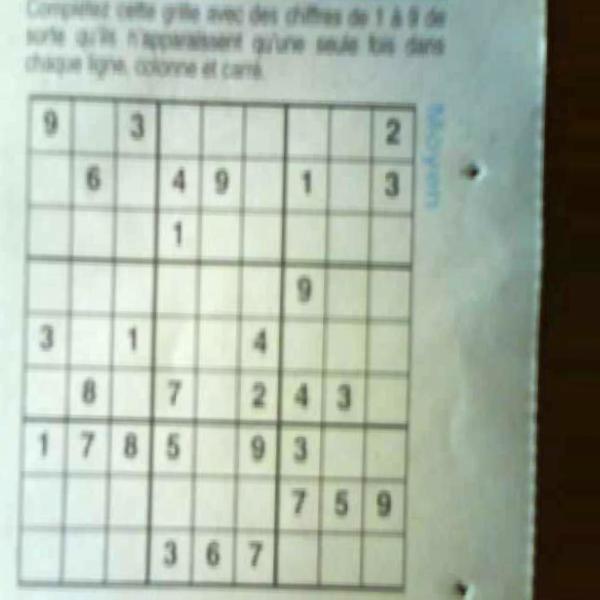 Complétez cette grille avec des chiffres de 1 à 9 de
sorte qu'ils n'apparaissent qu'une seule fois dans
chaque ligne, colonne et carré.
Moyen
9 3 2
6 4 9 1 3
1
9
3 1 4
8 7 2 4 3
1 7 8 5 9 3
7 5 9
3 6 7